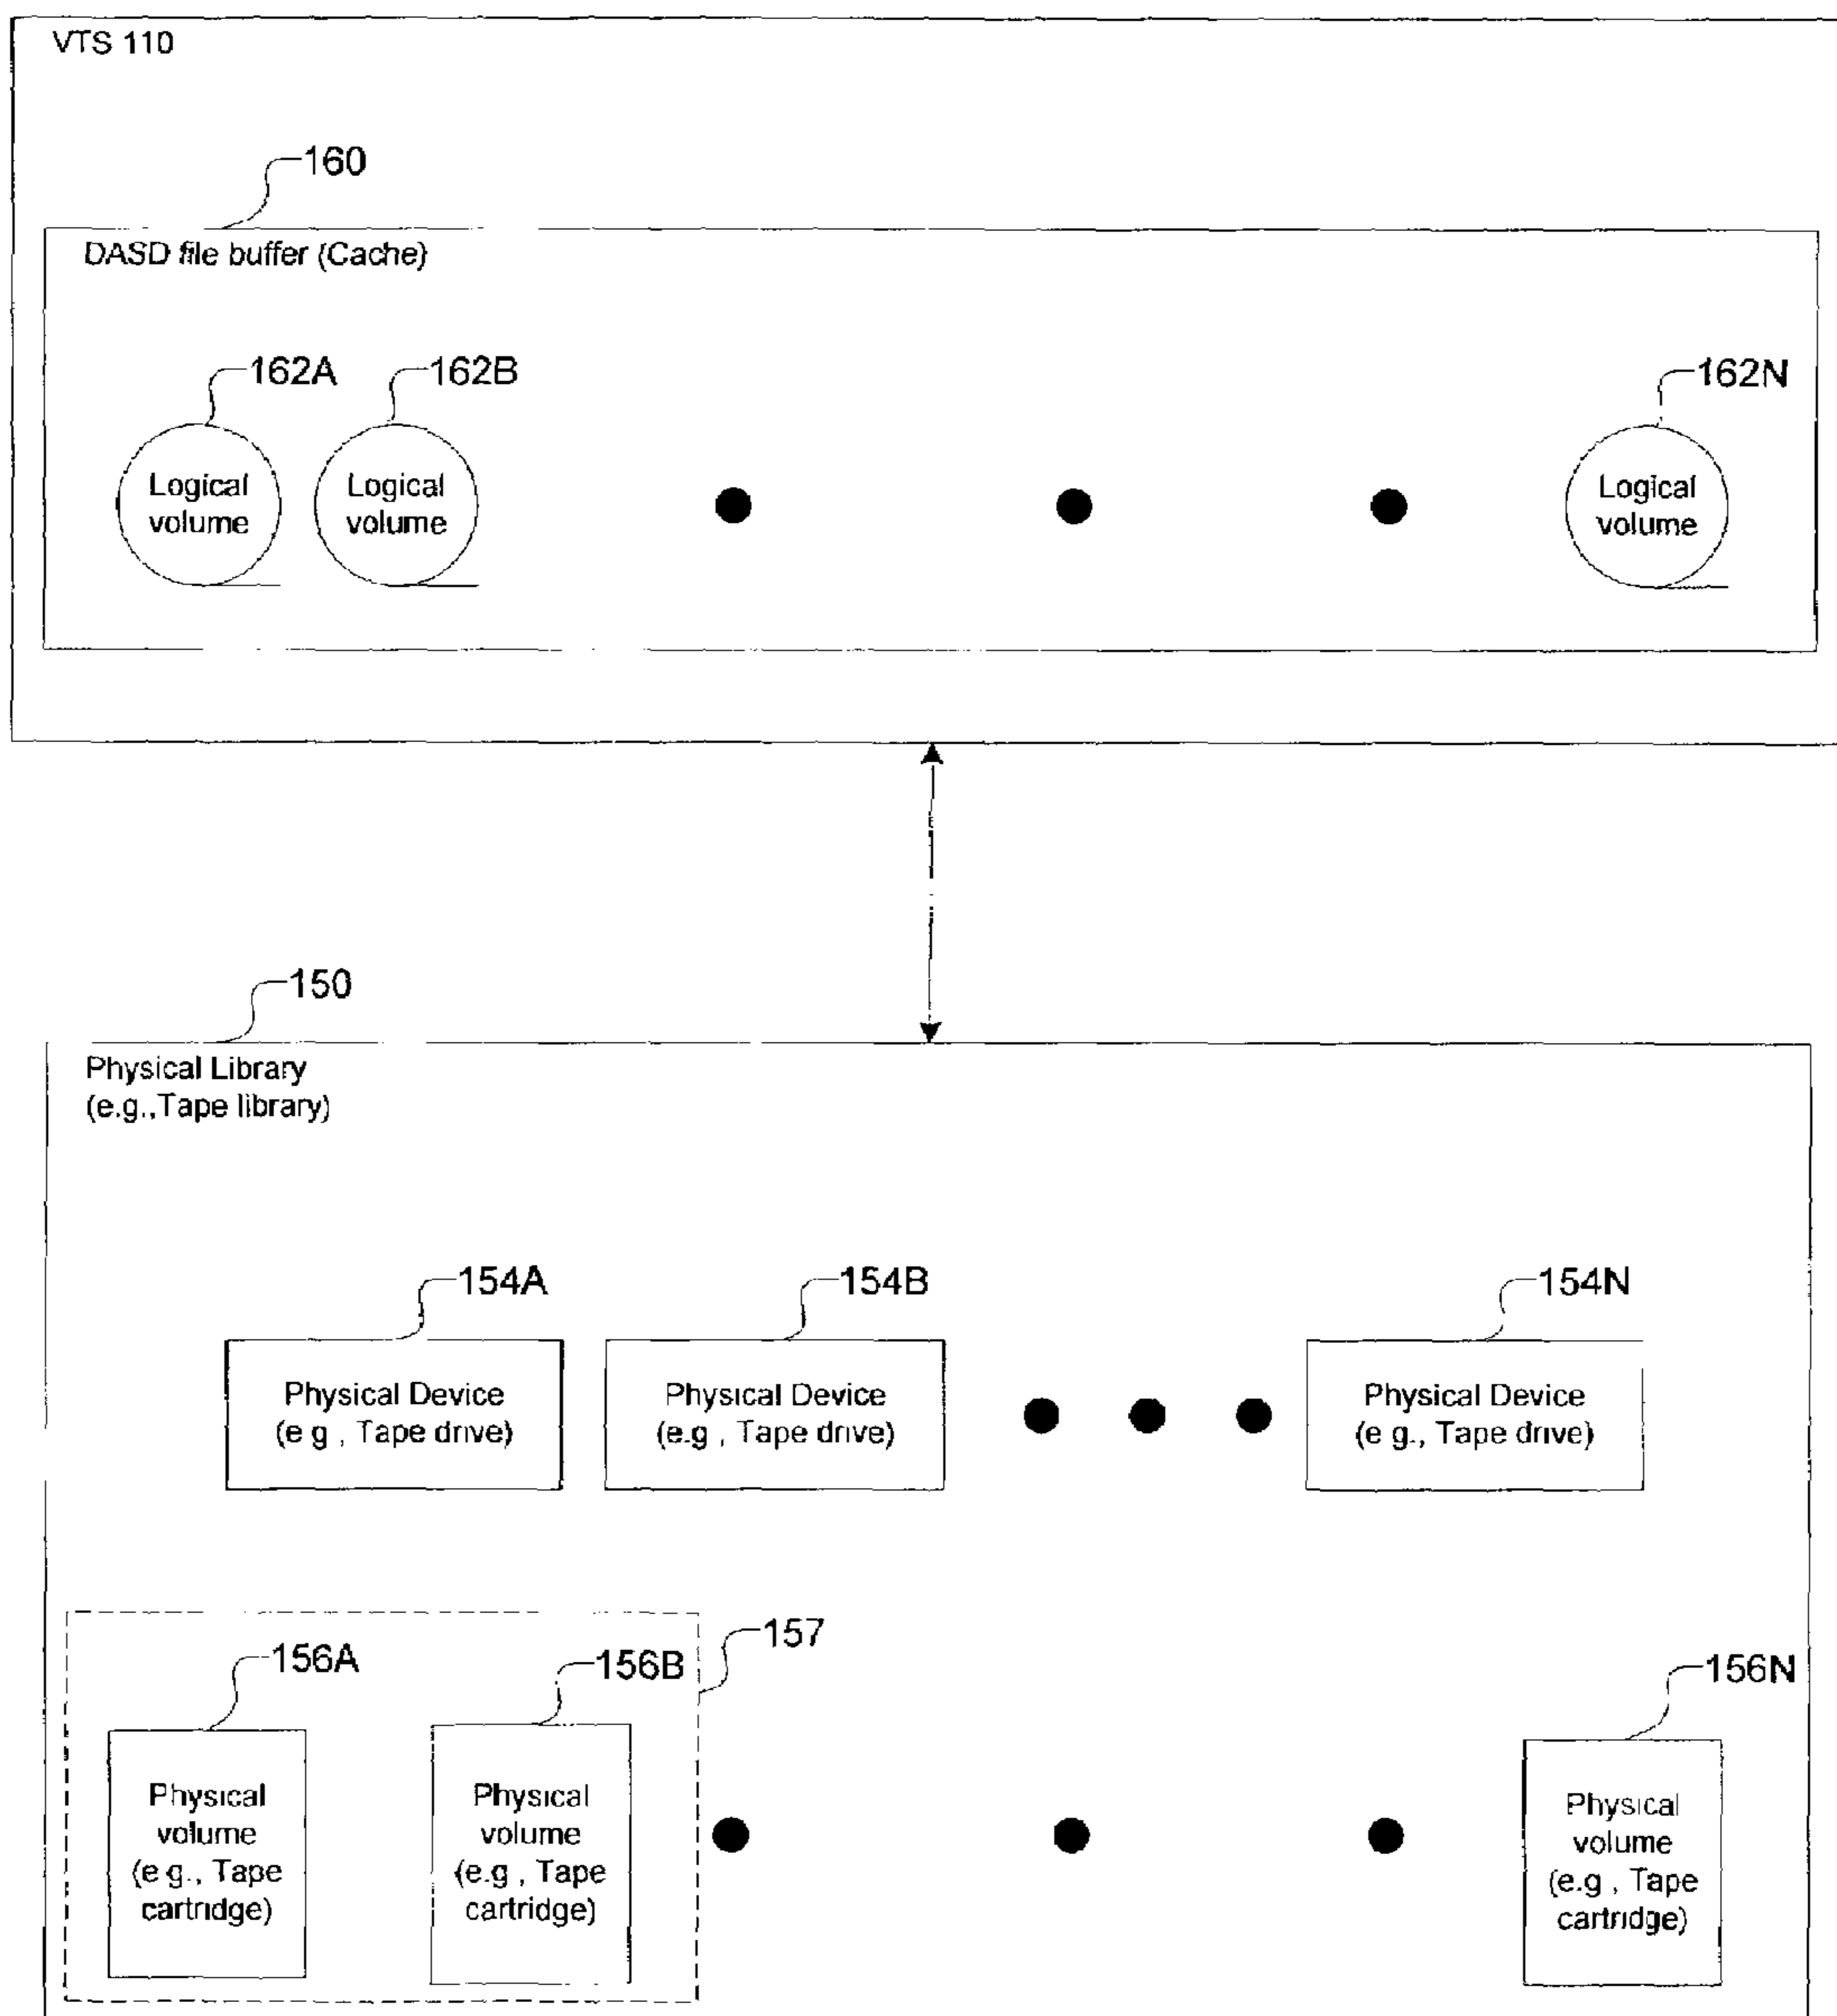 VTS 110
160
DASD file buffer (Cache)
162A
162B
162N
Logical
volume
Logical
volume
Logical
volume
150
Physical Library
(e.g.,Tape library)
154A
154B
154N
Physical Device
(e g , Tape drive)
Physical Device
(e.g , Tape drive)
Physical Device
(e g., Tape drive)
157
156A
156B
156N
Physical
volume
(e g., Tape
cartridge)
Physical
volume
(e.g , Tape
cartridge)
Physical
volume
(e.g , Tape
cartridge)